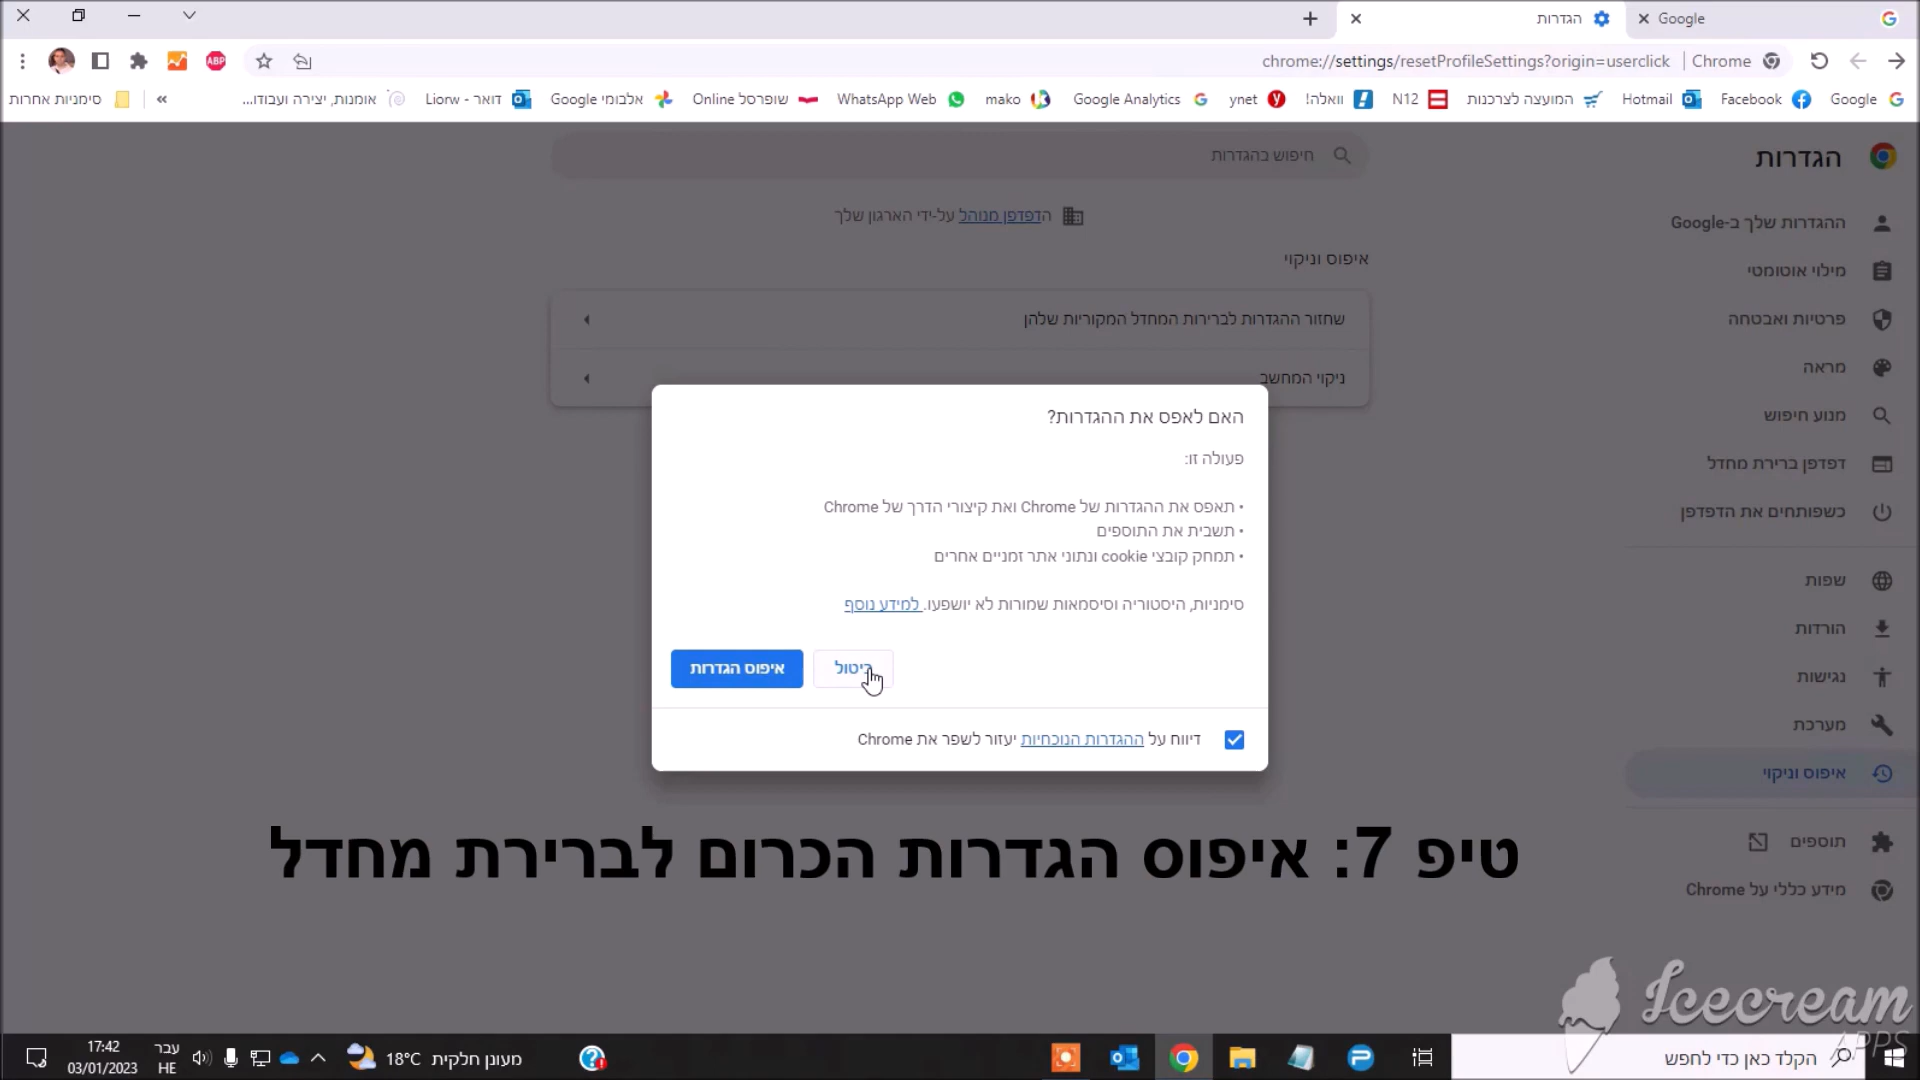 Google
הגדרות
Chrome | chrome://settings/resetProfileSettings?origin=userclick
ABP
Google
Facebook
Hotmail
המועצה לצרכנות
N12
וואלה!
ynet
Google Analytics
mako
WhatsApp Web
שופרסל Online
אלבומי Google
דואר - Liorw
אומנות, יצירה ועבודו...
»
סימניות אחרות
הגדרות
חיפוש בהגדרות
הדפדפן מנוהל על-ידי הארגון שלך
ההגדרות שלך ב-Google
מילוי אוטומטי
פרטיות ואבטחה
מראה
מנוע חיפוש
דפדפן ברירת מחדל
כשפותחים את הדפדפן
שפות
הורדות
נגישות
מערכת
איפוס וניקוי
תוספים
מידע כללי על Chrome
איפוס וניקוי
שחזור ההגדרות לברירות המחדל המקוריות שלהן
ניקוי המחשב
האם לאפס את ההגדרות?
פעולה זו:
• תאפס את ההגדרות של Chrome ואת קיצורי הדרך של Chrome
• תשבית את התוספים
• תמחק קובצי cookie ונתוני אתר זמניים אחרים
סימניות, היסטוריה וסיסמאות שמורות לא יושפעו. למידע נוסף
ביטול
איפוס הגדרות
דיווח על ההגדרות הנוכחיות יעזור לשפר את Chrome
טיפ 7: איפוס הגדרות הכרום לברירת מחדל
Icecream
APPS
הקלד כאן כדי לחפש
18°C מעונן חלקית
עבר
HE
17:42
03/01/2023